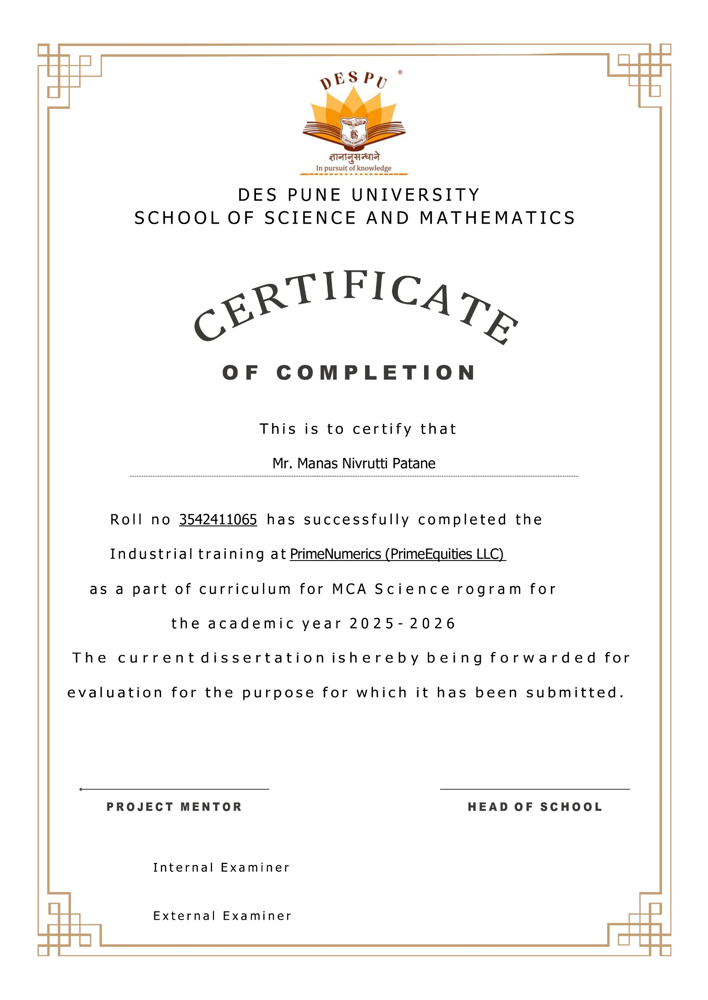 DESPU ®
UNION IS STRENGTH
ज्ञानानुसन्धाने
In pursuit of knowledge
DES PUNE UNIVERSITY
SCHOOL OF SCIENCE AND MATHEMATICS
CERTIFICATE
OF COMPLETION
This is to certify that
Mr. Manas Nivrutti Patane
Roll no 3542411065 has successfully completed the
Industrial training at PrimeNumerics (PrimeEquities LLC)
as a part of curriculum for MCA Science rogram for
the academic year 2025-2026
The current dissertation ishereby being forwarded for
evaluation for the purpose for which it has been submitted.
PROJECT MENTOR
HEAD OF SCHOOL
Internal Examiner
External Examiner